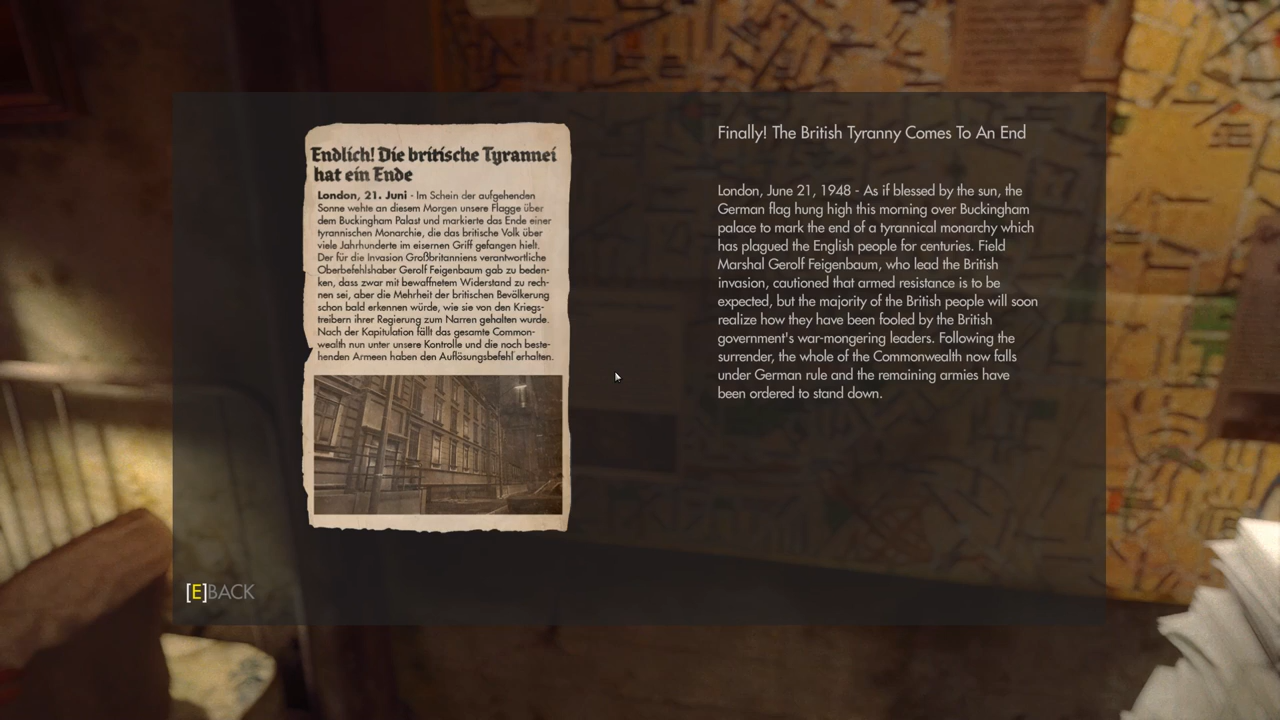 Endlich! Die britische Tyrannei
hat ein Ende
London, 21. Juni - Im Schein der aufgehenden
Sonne wehte an diesem Morgen unsere Flagge über
dem Buckingham Palast und markierte das Ende einer
tyrannischen Monarchie, die das britische Volk über
viele Jahrhunderte im eisernen Griff gefangen hielt.
Der für die Invasion Großbritanniens verantwortliche
Oberbefehlshaber Gerolf Feigenbaum gab zu beden-
ken, dass zwar mit bewaffnetem Widerstand zu rech-
nen sei, aber die Mehrheit der britischen Bevölkerung
schon bald erkennen würde, wie sie von den Kriegs-
treibern ihrer Regierung zum Narren gehalten wurde.
Nach der Kapitulation fällt das gesamte Common-
wealth nun unter unsere Kontrolle und die noch beste-
henden Armeen haben den Auflösungsbefehl erhalten.
Finally! The British Tyranny Comes To An End
London, June 21, 1948 - As if blessed by the sun, the
German flag hung high this morning over Buckingham
palace to mark the end of a tyrannical monarchy which
has plagued the English people for centuries. Field
Marshal Gerolf Feigenbaum, who lead the British
invasion, cautioned that armed resistance is to be
expected, but the majority of the British people will soon
realize how they have been fooled by the British
government's war-mongering leaders. Following the
surrender, the whole of the Commonwealth now falls
under German rule and the remaining armies have
been ordered to stand down.
[E]BACK